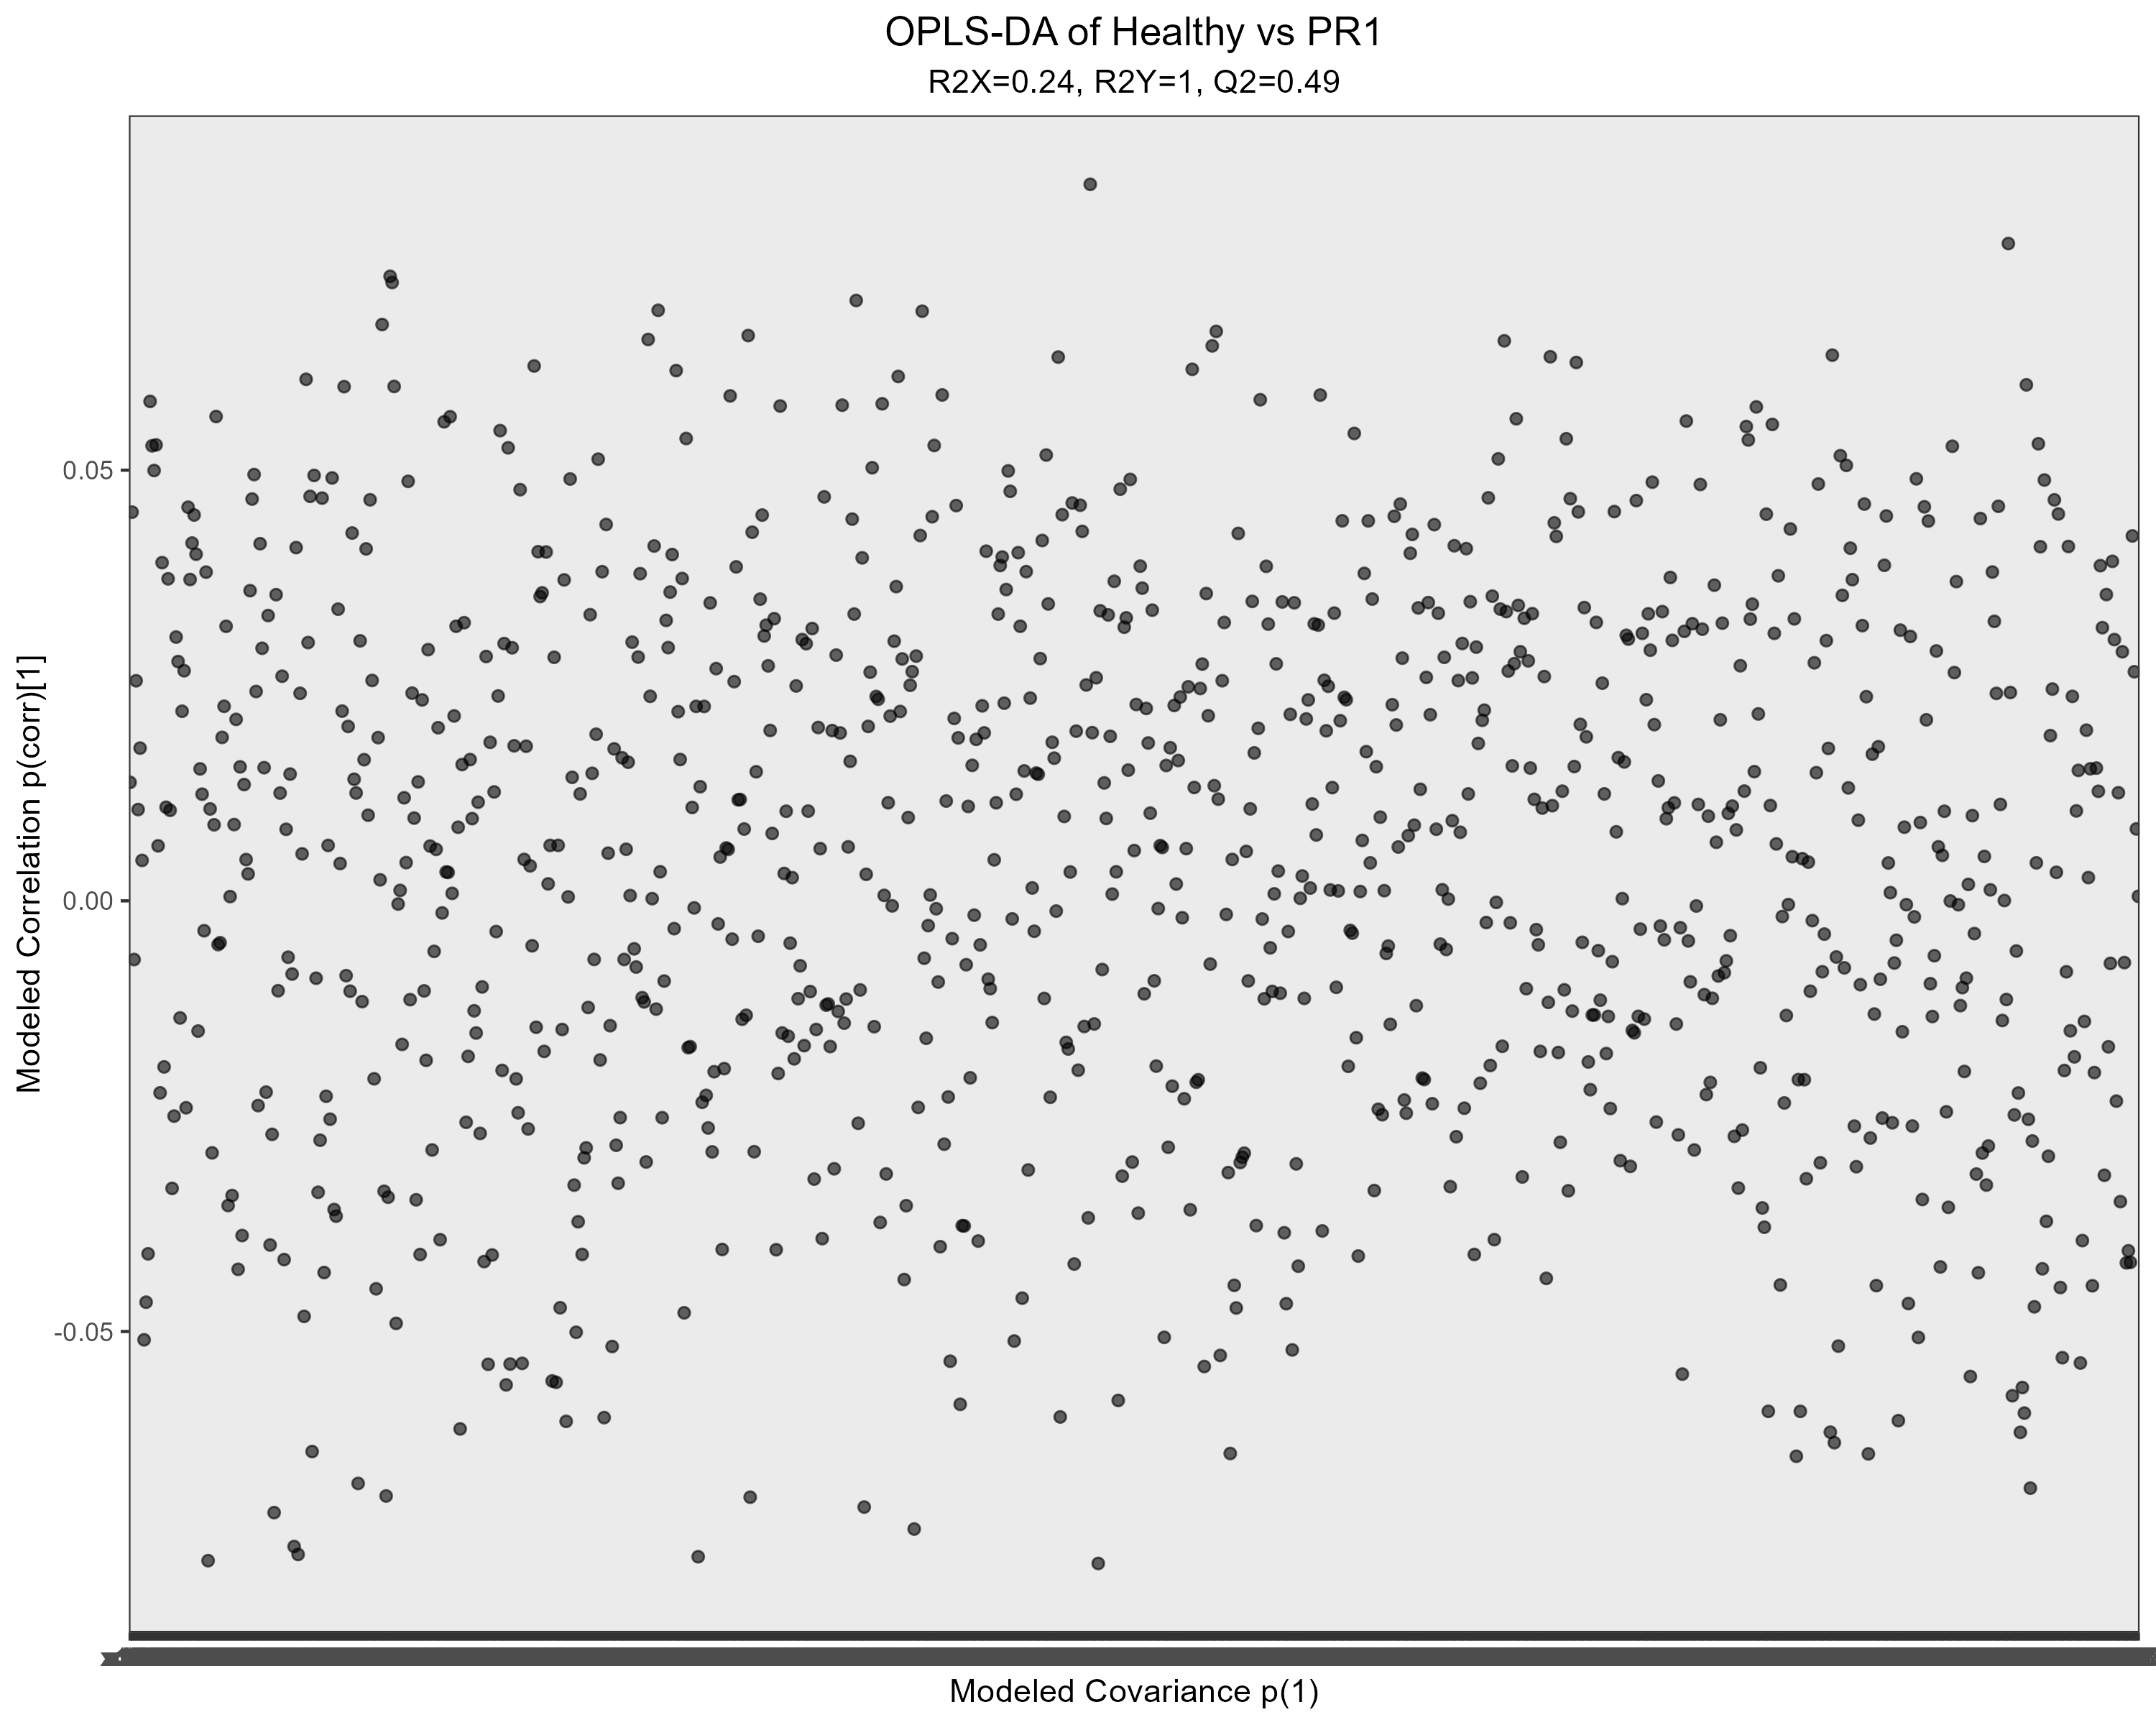 OPLS-DA of Healthy vs PR1
R2X=0.24, R2Y=1, Q2=0.49
Modeled Correlation p(corr)[1]
0.05
0.00
-0.05
Modeled Covariance p(1)